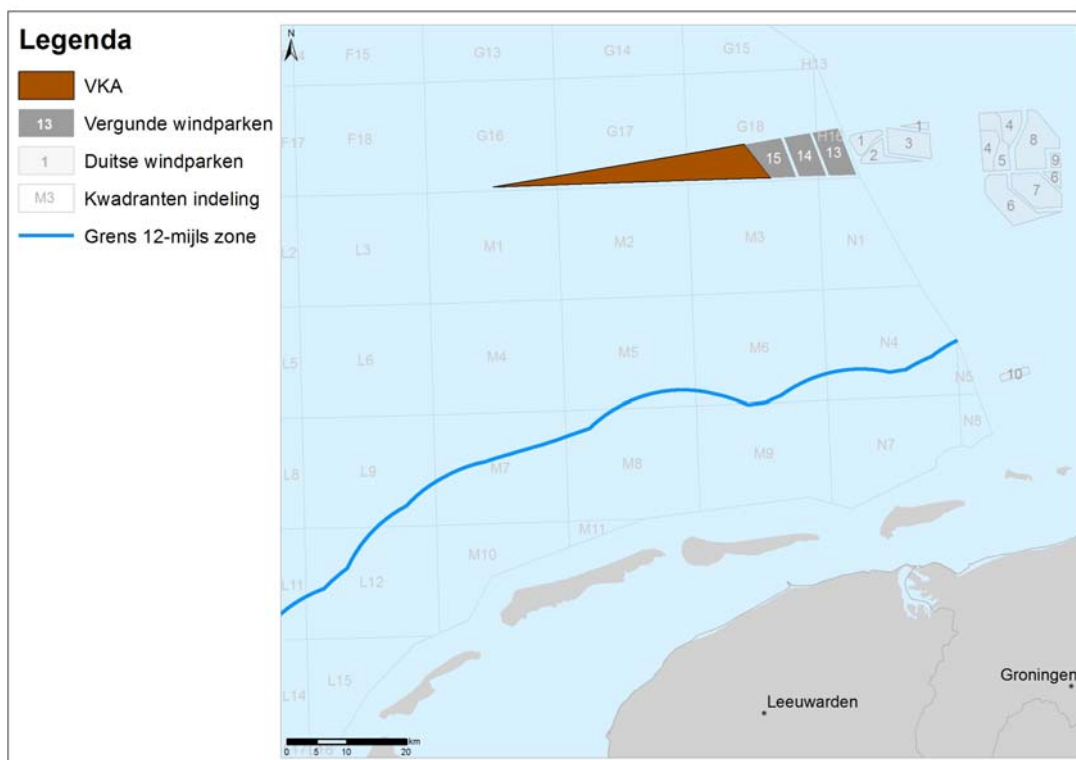 Legenda
VKA
13 Vergunde windparken
1 Duitse windparken
M3 Kwadranten indeling
Grens 12-mijls zone
N
F15 G13 G14 G15
H13
F17 F18 G16 G17 G18 H16
15 14 13
1 2 3 1
4 4 5 8 9 6 7 6
L2 L3 M1 M2 M3 N1
L5 L6 M4 M5 M6 N4
N5 10
N8
L8 L9 M7 M8 M9 N7
M10 M11
L11 L12
L14 L15
Groningen
Leeuwarden
0 5 10 20 km